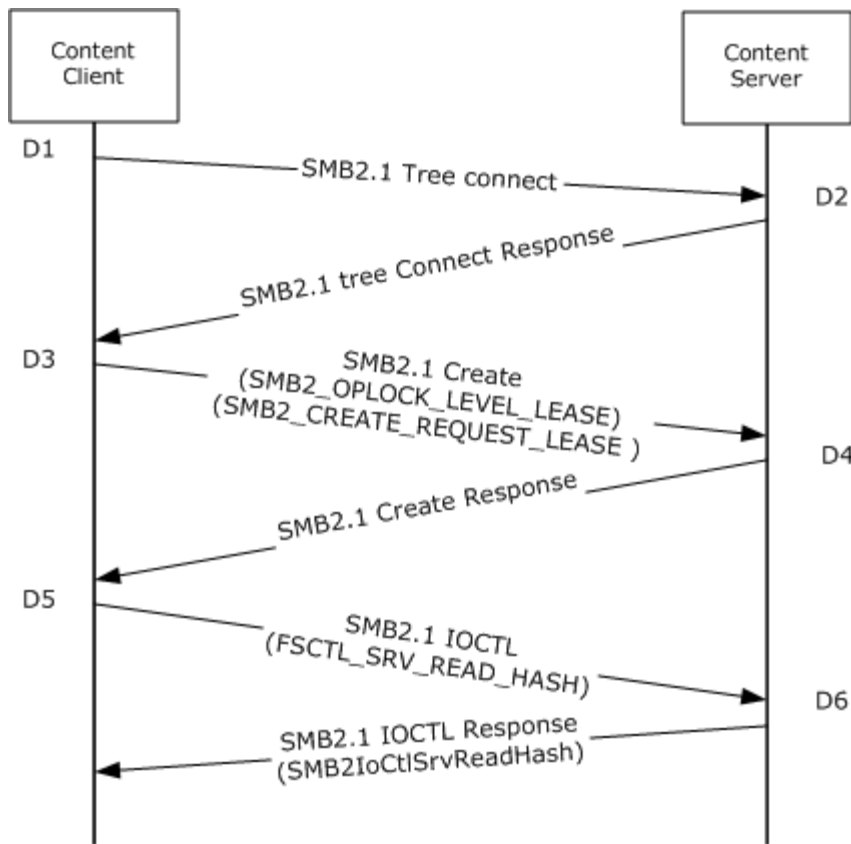 Content
Client
Content
Server
D1
SMB2.1 Tree connect
D2
SMB2.1 tree Connect Response
D3
SMB2.1 Create
(SMB2_OPLOCK_LEVEL_LEASE)
(SMB2_CREATE_REQUEST_LEASE )
D4
SMB2.1 Create Response
D5
SMB2.1 IOCTL
(FSCTL_SRV_READ_HASH)
D6
SMB2.1 IOCTL Response
(SMB2IoCtlSrvReadHash)